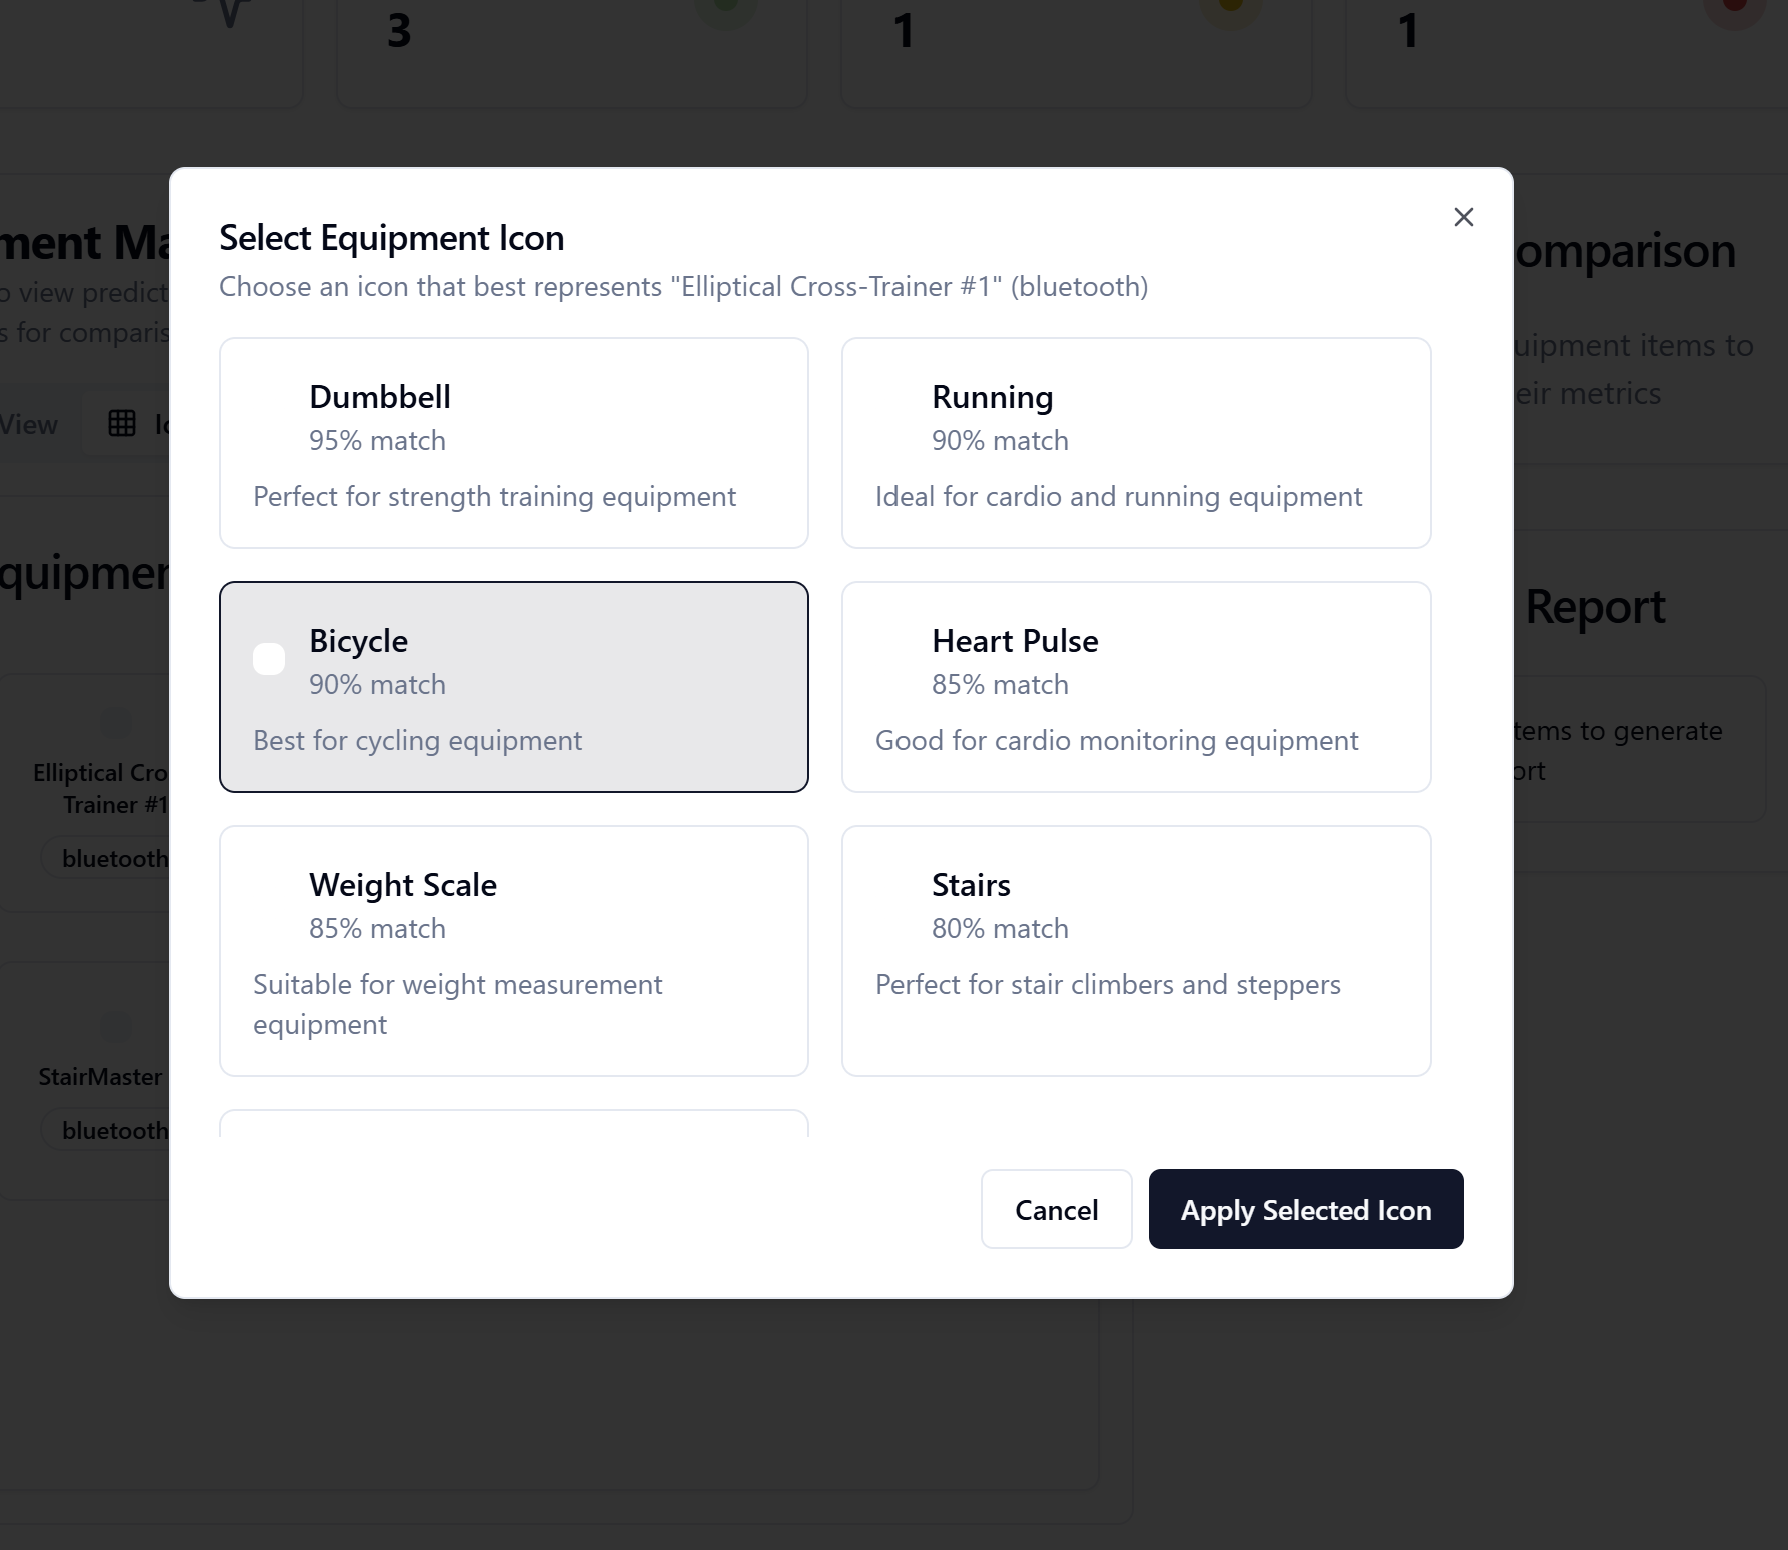 3
1
1
Select Equipment Icon
Choose an icon that best represents "Elliptical Cross-Trainer #1" (bluetooth)
Dumbbell
95% match
Perfect for strength training equipment
Running
90% match
Ideal for cardio and running equipment
Bicycle
90% match
Best for cycling equipment
Heart Pulse
85% match
Good for cardio monitoring equipment
Weight Scale
85% match
Suitable for weight measurement
equipment
Stairs
80% match
Perfect for stair climbers and steppers
Cancel
Apply Selected Icon
view predict
for comparis
View
Elliptical Cro
Trainer #1
bluetooth
StairMaster
bluetooth
omparison
uipment items to
eir metrics
Report
tems to generate
ort